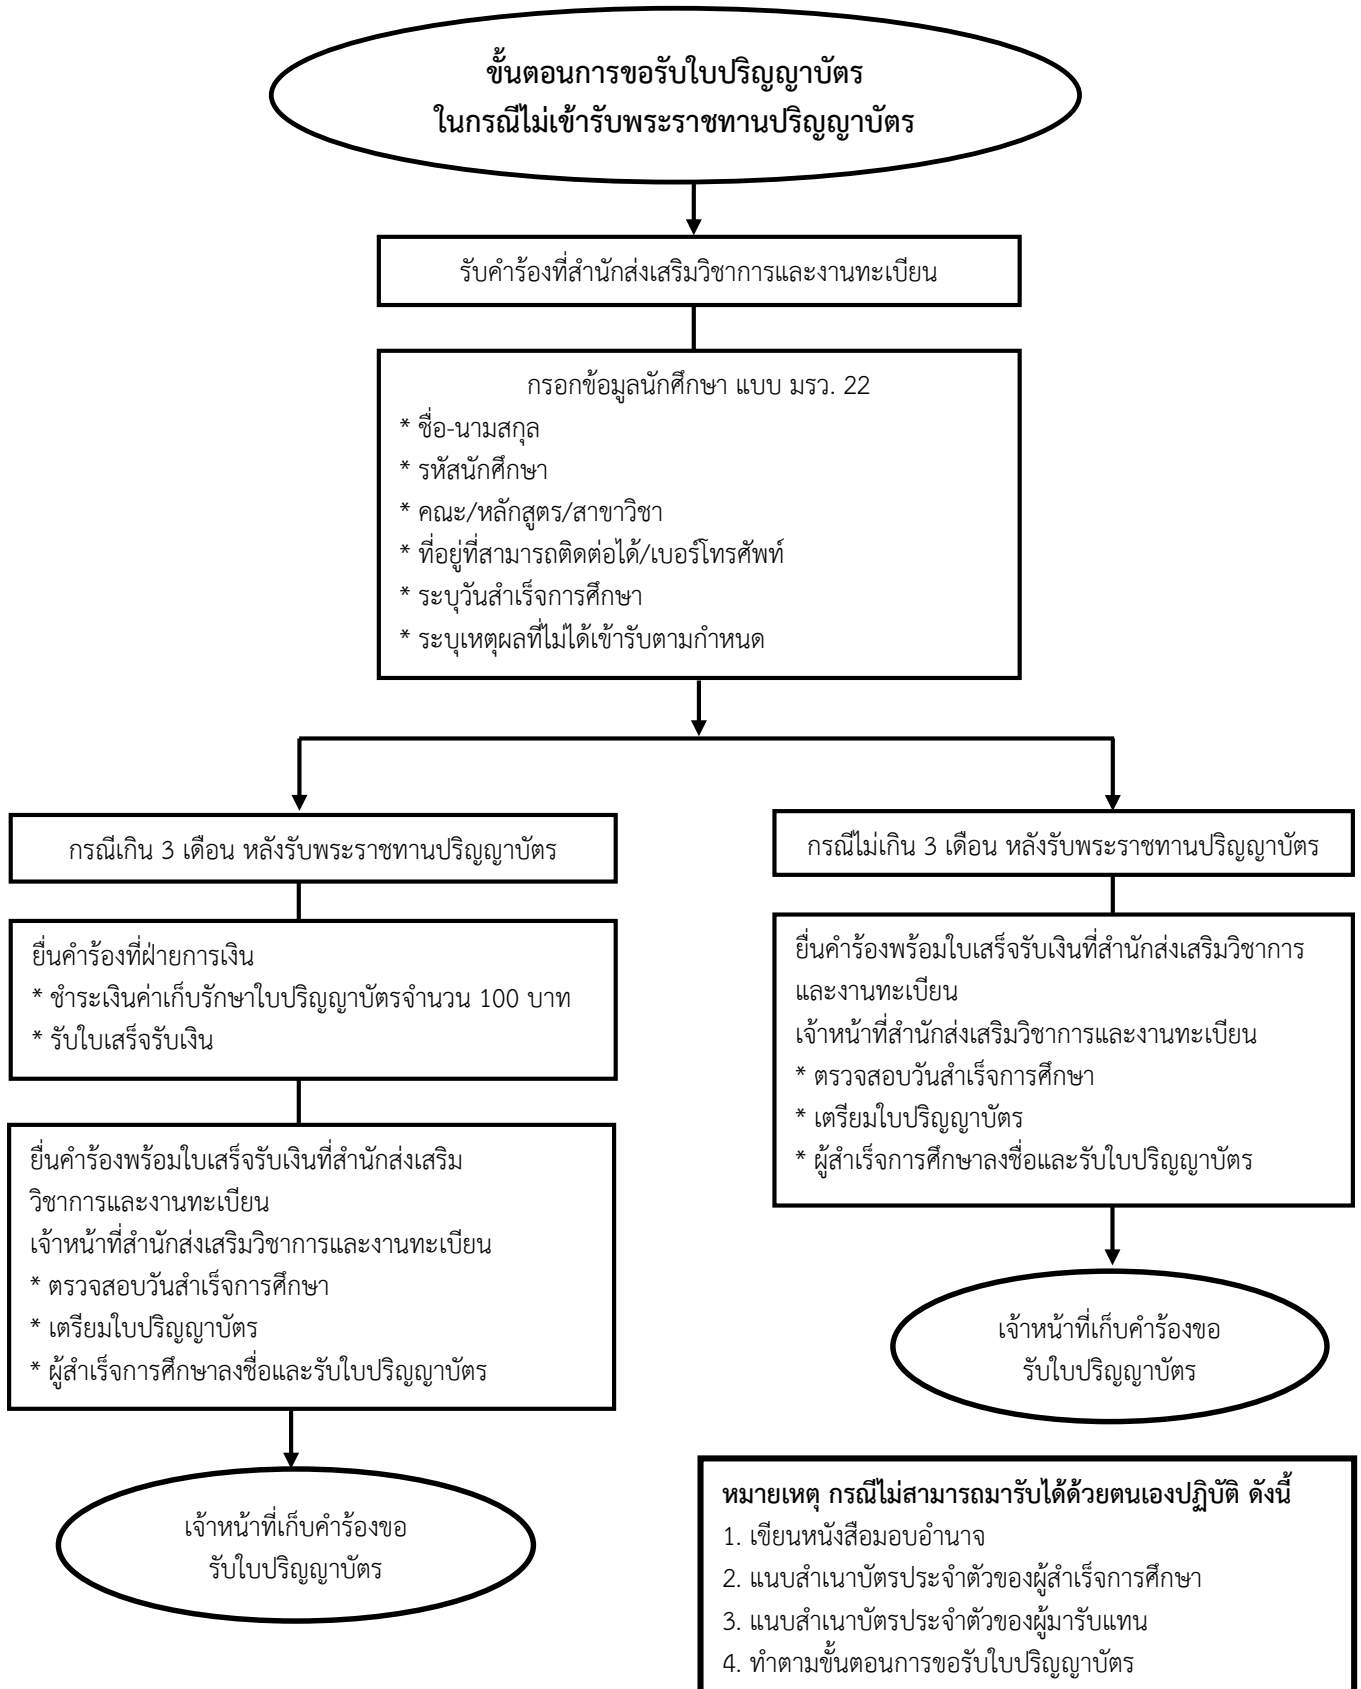 ขั้นตอนการขอรับใบปริญญาบัตร
ในกรณีไม่เข้ารับพระราชทานปริญญาบัตร
รับคำร้องที่สำนักส่งเสริมวิชาการและงานทะเบียน
กรอกข้อมูลนักศึกษา แบบ มรว. 22
* ชื่อ-นามสกุล
* รหัสนักศึกษา
* คณะ/หลักสูตร/สาขาวิชา
* ที่อยู่ที่สามารถติดต่อได้/เบอร์โทรศัพท์
* ระบุวันสำเร็จการศึกษา
* ระบุเหตุผลที่ไม่ได้เข้ารับตามกำหนด
กรณีเกิน 3 เดือน หลังรับพระราชทานปริญญาบัตร
ยื่นคำร้องที่ฝ่ายการเงิน
* ชำระเงินค่าเก็บรักษาใบปริญญาบัตรจำนวน 100 บาท
* รับใบเสร็จรับเงิน
ยื่นคำร้องพร้อมใบเสร็จรับเงินที่สำนักส่งเสริม
วิชาการและงานทะเบียน
เจ้าหน้าที่สำนักส่งเสริมวิชาการและงานทะเบียน
* ตรวจสอบวันสำเร็จการศึกษา
* เตรียมใบปริญญาบัตร
* ผู้สำเร็จการศึกษาลงชื่อและรับใบปริญญาบัตร
เจ้าหน้าที่เก็บคำร้องขอ
รับใบปริญญาบัตร
กรณีไม่เกิน 3 เดือน หลังรับพระราชทานปริญญาบัตร
ยื่นคำร้องพร้อมใบเสร็จรับเงินที่สำนักส่งเสริมวิชาการ
และงานทะเบียน
เจ้าหน้าที่สำนักส่งเสริมวิชาการและงานทะเบียน
* ตรวจสอบวันสำเร็จการศึกษา
* เตรียมใบปริญญาบัตร
* ผู้สำเร็จการศึกษาลงชื่อและรับใบปริญญาบัตร
เจ้าหน้าที่เก็บคำร้องขอ
รับใบปริญญาบัตร
หมายเหตุ กรณีไม่สามารถมารับได้ด้วยตนเองปฏิบัติ ดังนี้
1. เขียนหนังสือมอบอำนาจ
2. แนบสำเนาบัตรประจำตัวของผู้สำเร็จการศึกษา
3. แนบสำเนาบัตรประจำตัวของผู้มารับแทน
4. ทำตามขั้นตอนการขอรับใบปริญญาบัตร